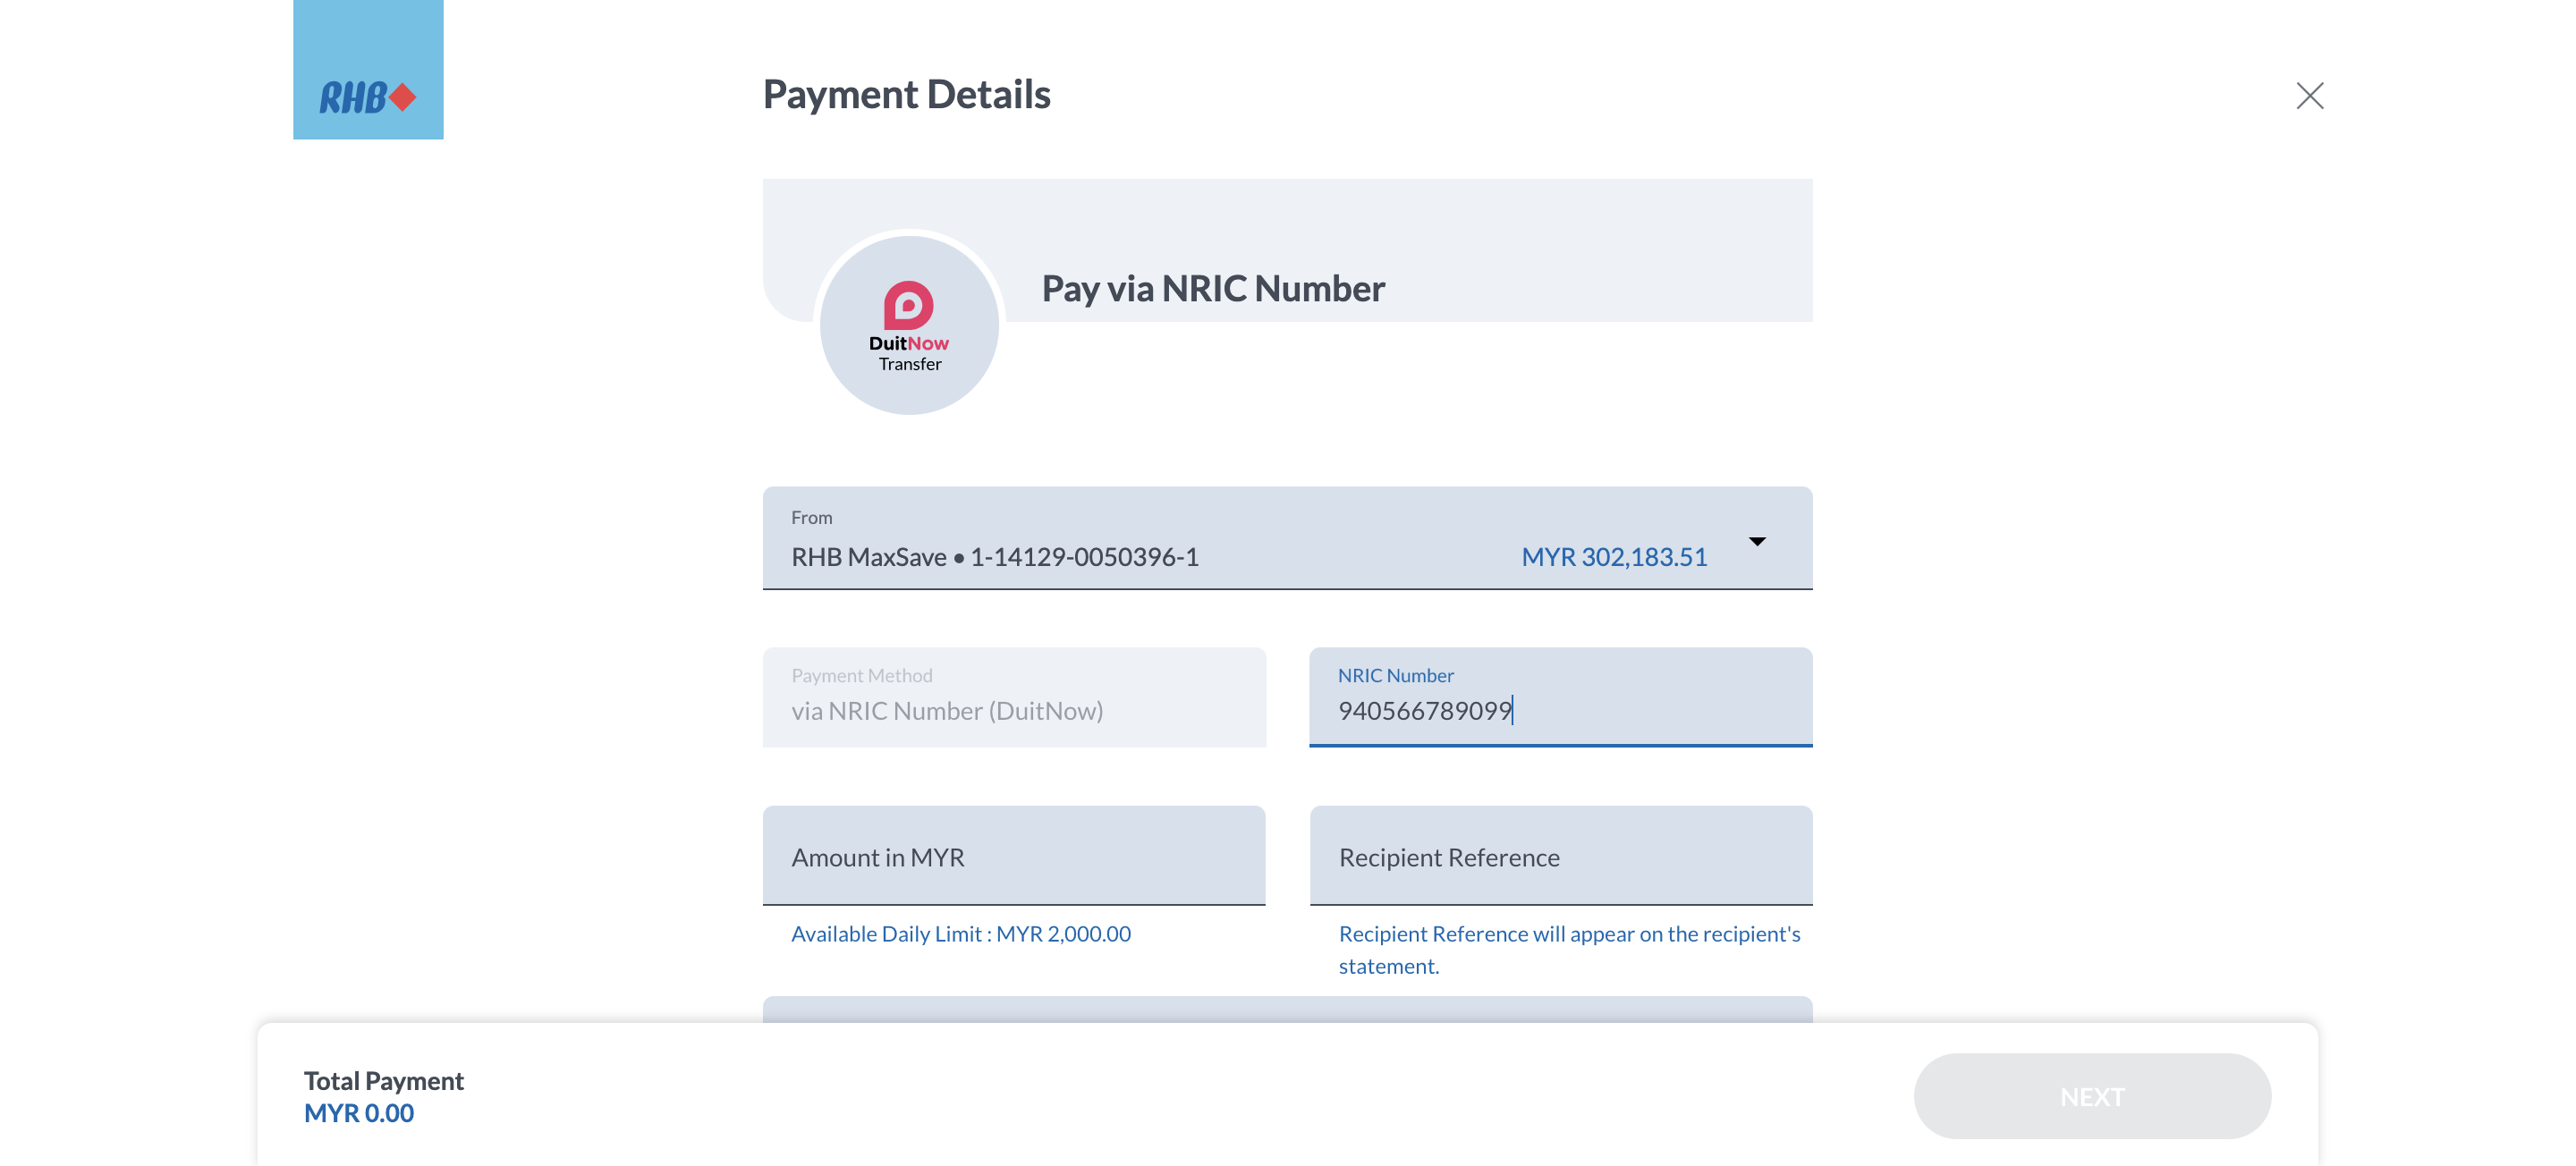 RHB
Payment Details
Pay via NRIC Number
DuitNow
Transfer
From
RHB MaxSave • 1-14129-0050396-1 MYR 302,183.51
Payment Method
via NRIC Number (DuitNow)
NRIC Number
940566789099
Amount in MYR
Recipient Reference
Available Daily Limit : MYR 2,000.00
Recipient Reference will appear on the recipient's
statement.
Total Payment
MYR 0.00
NEXT